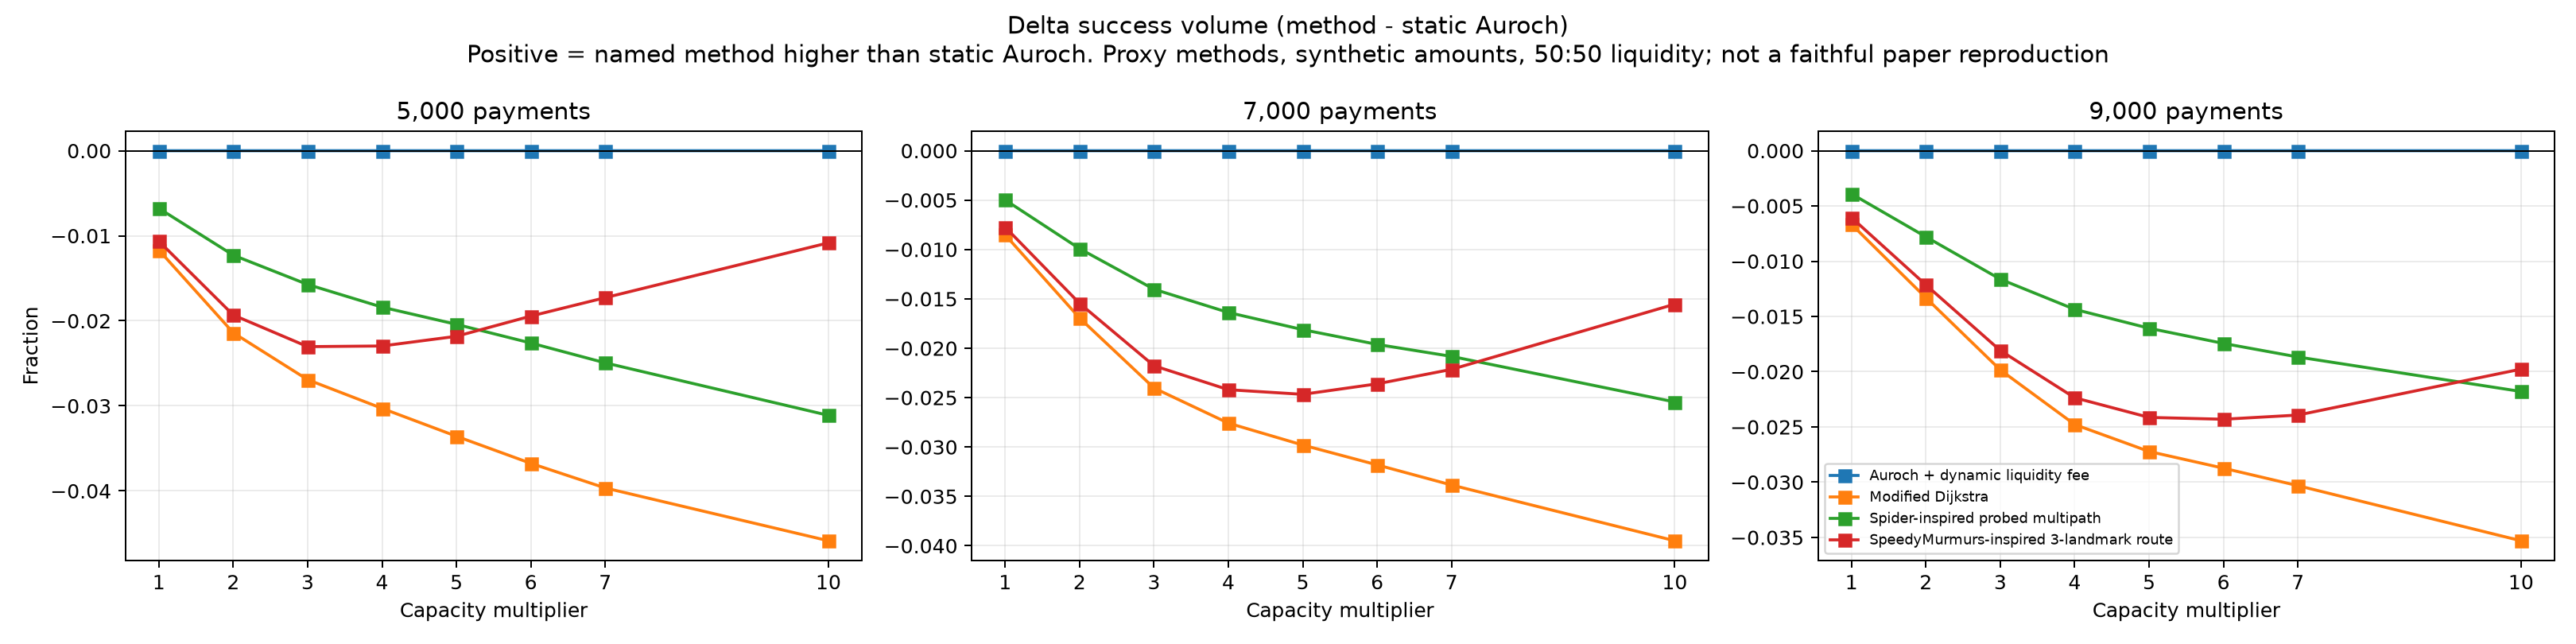 Delta success volume (method - static Auroch)
Positive = named method higher than static Auroch. Proxy methods, synthetic amounts, 50:50 liquidity; not a faithful paper reproduction
5,000 payments
0.00
−0.01
−0.02
−0.03
−0.04
Fraction
1 2 3 4 5 6 7 10
Capacity multiplier
7,000 payments
0.000
−0.005
−0.010
−0.015
−0.020
−0.025
−0.030
−0.035
−0.040
1 2 3 4 5 6 7 10
Capacity multiplier
9,000 payments
0.000
−0.005
−0.010
−0.015
−0.020
−0.025
−0.030
−0.035
Auroch + dynamic liquidity fee
Modified Dijkstra
Spider-inspired probed multipath
SpeedyMurmurs-inspired 3-landmark route
1 2 3 4 5 6 7 10
Capacity multiplier